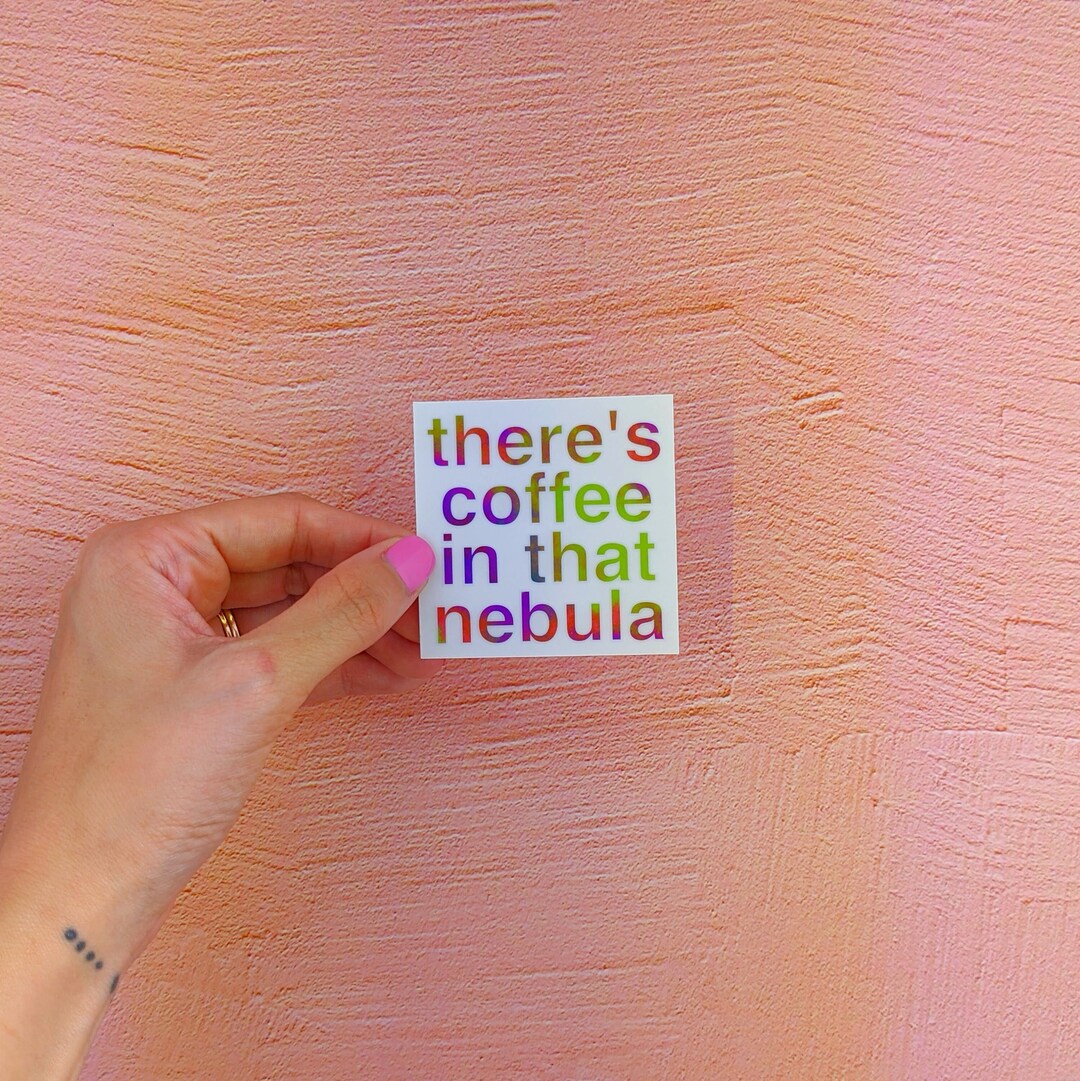 there's
coffee
in that
nebula